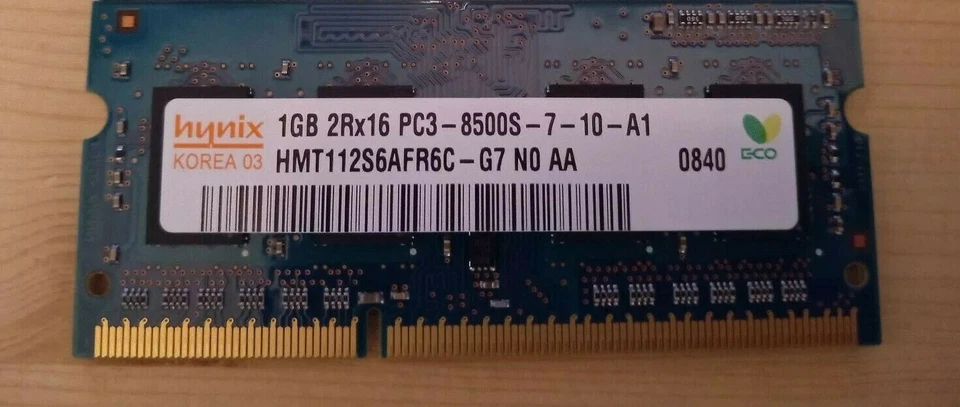 hynix 1GB 2Rx16 PC3-8500S-7-10-A1
KOREA 03 HMT112S6AFR6C-G7 N0 AA 0840 ECO